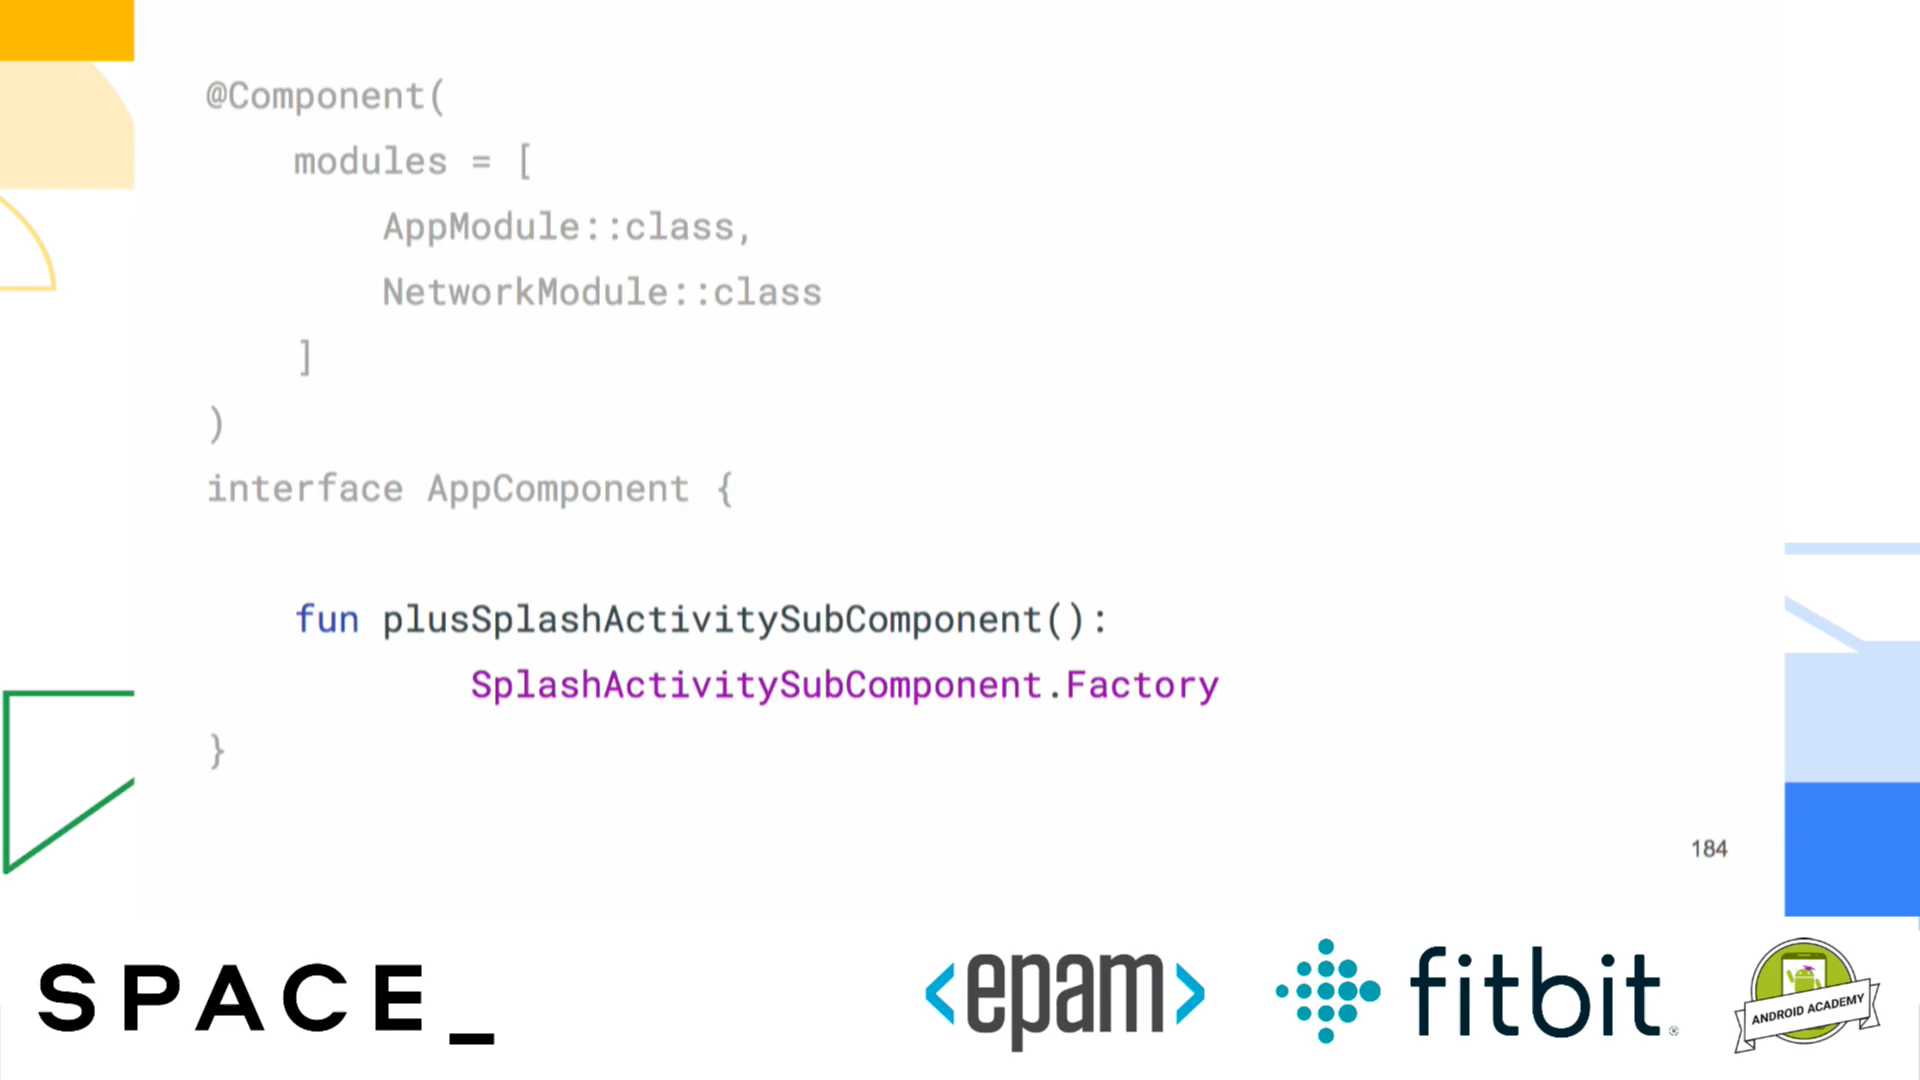 @Component(
modules = [
AppModule::class,
NetworkModule::class
]
)
interface AppComponent {
fun plusSplashActivitySubComponent():
SplashActivitySubComponent.Factory
}
184
SPACE_
<epam>
fitbit®
ANDROID ACADEMY